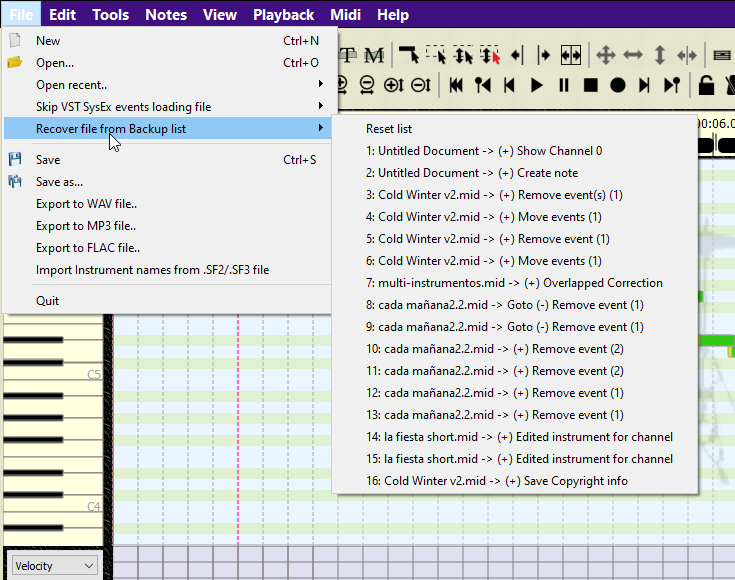 File Edit Tools Notes View Playback Midi Help
New Ctrl+N
Open... Ctrl+O
Open recent..
Skip VST SysEx events loading file
Recover file from Backup list
Save Ctrl+S
Save as...
Export to WAV file..
Export to MP3 file..
Export to FLAC file..
Import Instrument names from .SF2/.SF3 file
Quit
T M
00:06.0
Reset list
1: Untitled Document -> (+) Show Channel 0
2: Untitled Document -> (+) Create note
3: Cold Winter v2.mid -> (+) Remove event(s) (1)
4: Cold Winter v2.mid -> (+) Move events (1)
5: Cold Winter v2.mid -> (+) Remove event (1)
6: Cold Winter v2.mid -> (+) Move events (1)
7: multi-instrumentos.mid -> (+) Overlapped Correction
8: cada mañana2.2.mid -> Goto (-) Remove event (1)
9: cada mañana2.2.mid -> Goto (-) Remove event (1)
10: cada mañana2.2.mid -> (+) Remove event (2)
11: cada mañana2.2.mid -> (+) Remove event (2)
12: cada mañana2.2.mid -> (+) Remove event (1)
13: cada mañana2.2.mid -> (+) Remove event (1)
14: la fiesta short.mid -> (+) Edited instrument for channel
15: la fiesta short.mid -> (+) Edited instrument for channel
16: Cold Winter v2.mid -> (+) Save Copyright info
C5
C4
Velocity